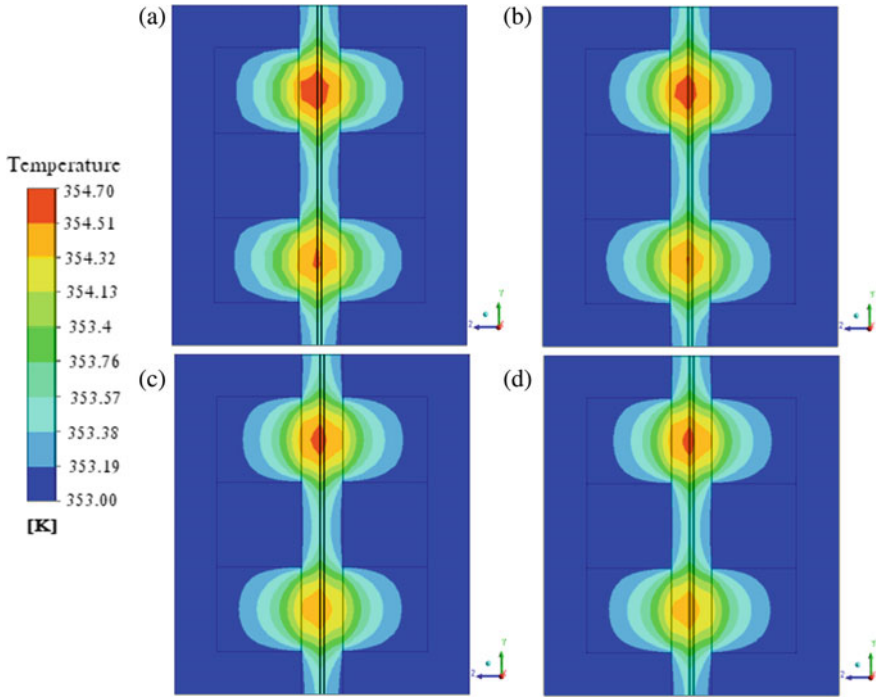 (a)
(b)
Temperature
354.70
354.51
354.32
354.13
353.4
353.76
353.57
353.38
353.19
353.00
[K]
Y
Z
Y
Z
(c)
(d)
Y
Z
Y
Z